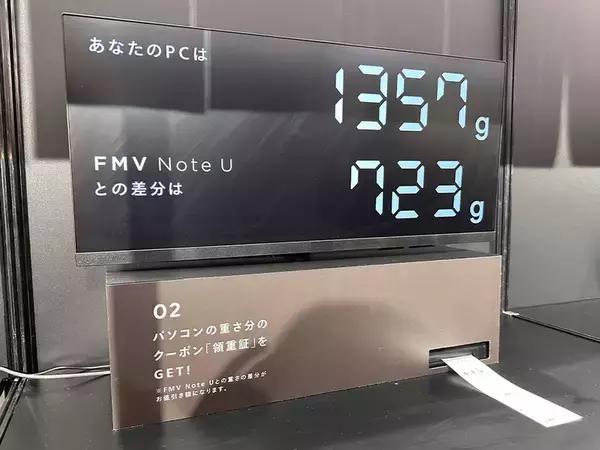 あなたのPCは
1357g
FMV Note U
との差分は
723g
02
パソコンの重さ分の
クーポン「領重証」を
GET!
※FMV Note Uとの重さの差分が
お値引き額になります。